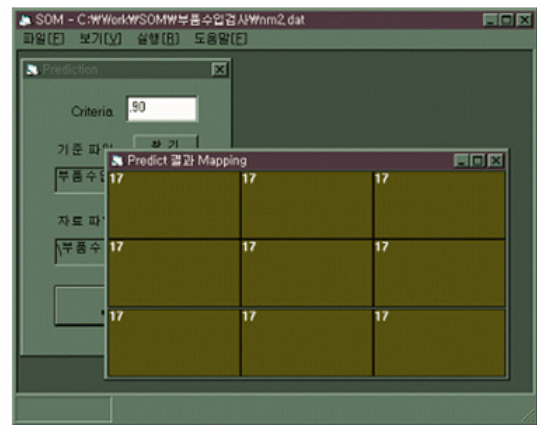 SOM - C:₩Work₩SOM₩부품수입검사₩nm2.dat
파일[F] 보기[V] 실행[R] 도움말[E]
Prediction
Criteria .90
기준 파일 찾 기
Predict 결과 Mapping
부품수입
17 17 17
자료 파
\부품수
17 17 17
17 17 17